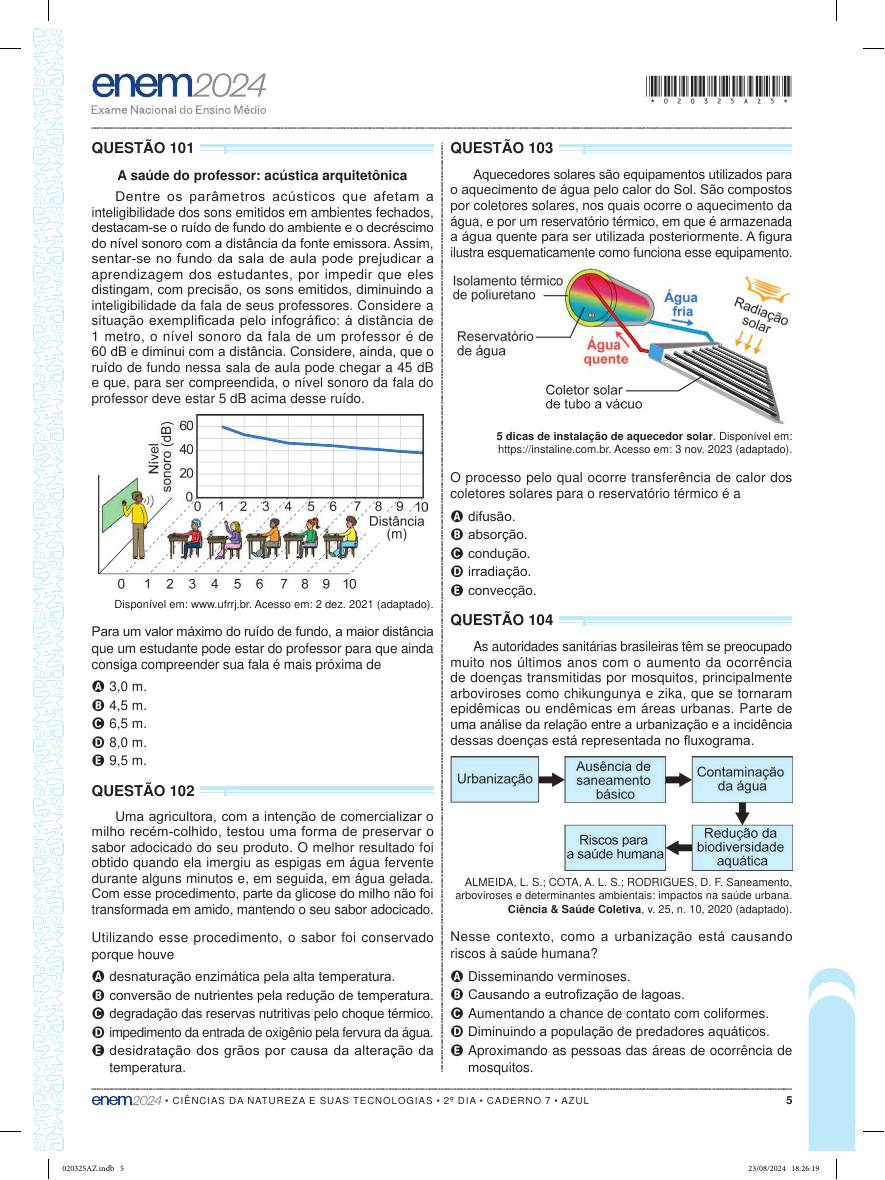 enem2024
Exame Nacional do Ensino Médio
*020325AZ5*
QUESTÃO 101
A saúde do professor: acústica arquitetônica
Dentre os parâmetros acústicos que afetam a
inteligibilidade dos sons emitidos em ambientes fechados,
destacam-se o ruído de fundo do ambiente e o decréscimo
do nível sonoro com a distância da fonte emissora. Assim,
sentar-se no fundo da sala de aula pode prejudicar a
aprendizagem dos estudantes, por impedir que eles
distingam, com precisão, os sons emitidos, diminuindo a
inteligibilidade da fala de seus professores. Considere a
situação exemplificada pelo infográfico: à distância de
1 metro, o nível sonoro da fala de um professor é de
60 dB e diminui com a distância. Considere, ainda, que o
ruído de fundo nessa sala de aula pode chegar a 45 dB
e que, para ser compreendida, o nível sonoro da fala do
professor deve estar 5 dB acima desse ruído.
Nível
sonoro (dB)
60
40
20
0
0 1 2 3 4 5 6 7 8 9 10
Distância
(m)
0 1 2 3 4 5 6 7 8 9 10
Disponível em: www.ufrrj.br. Acesso em: 2 dez. 2021 (adaptado).
Para um valor máximo do ruído de fundo, a maior distância
que um estudante pode estar do professor para que ainda
consiga compreender sua fala é mais próxima de
A 3,0 m.
B 4,5 m.
C 6,5 m.
D 8,0 m.
E 9,5 m.
QUESTÃO 102
Uma agricultora, com a intenção de comercializar o
milho recém-colhido, testou uma forma de preservar o
sabor adocicado do seu produto. O melhor resultado foi
obtido quando ela imergiu as espigas em água fervente
durante alguns minutos e, em seguida, em água gelada.
Com esse procedimento, parte da glicose do milho não foi
transformada em amido, mantendo o seu sabor adocicado.
Utilizando esse procedimento, o sabor foi conservado
porque houve
A desnaturação enzimática pela alta temperatura.
B conversão de nutrientes pela redução de temperatura.
C degradação das reservas nutritivas pelo choque térmico.
D impedimento da entrada de oxigênio pela fervura da água.
E desidratação dos grãos por causa da alteração da
temperatura.
QUESTÃO 103
Aquecedores solares são equipamentos utilizados para
o aquecimento de água pelo calor do Sol. São compostos
por coletores solares, nos quais ocorre o aquecimento da
água, e por um reservatório térmico, em que é armazenada
a água quente para ser utilizada posteriormente. A figura
ilustra esquematicamente como funciona esse equipamento.
Isolamento térmico
de poliuretano
Água
fria
Radiação
solar
Reservatório
de água
Água
quente
Coletor solar
de tubo a vácuo
5 dicas de instalação de aquecedor solar. Disponível em:
https://instaline.com.br. Acesso em: 3 nov. 2023 (adaptado).
O processo pelo qual ocorre transferência de calor dos
coletores solares para o reservatório térmico é a
A difusão.
B absorção.
C condução.
D irradiação.
E convecção.
QUESTÃO 104
As autoridades sanitárias brasileiras têm se preocupado
muito nos últimos anos com o aumento da ocorrência
de doenças transmitidas por mosquitos, principalmente
arboviroses como chikungunya e zika, que se tornaram
epidêmicas ou endêmicas em áreas urbanas. Parte de
uma análise da relação entre a urbanização e a incidência
dessas doenças está representada no fluxograma.
Urbanização
Ausência de
saneamento
básico
Contaminação
da água
Redução da
biodiversidade
aquática
Riscos para
a saúde humana
ALMEIDA, L. S.; COTA, A. L. S.; RODRIGUES, D. F. Saneamento,
arboviroses e determinantes ambientais: impactos na saúde urbana.
Ciência & Saúde Coletiva, v. 25, n. 10, 2020 (adaptado).
Nesse contexto, como a urbanização está causando
riscos à saúde humana?
A Disseminando verminoses.
B Causando a eutrofização de lagoas.
C Aumentando a chance de contato com coliformes.
D Diminuindo a população de predadores aquáticos.
E Aproximando as pessoas das áreas de ocorrência de
mosquitos.
enem2024 • CIÊNCIAS DA NATUREZA E SUAS TECNOLOGIAS • 2º DIA • CADERNO 7 • AZUL
5
020325AZ.indb 5
23/08/2024 18:26:19